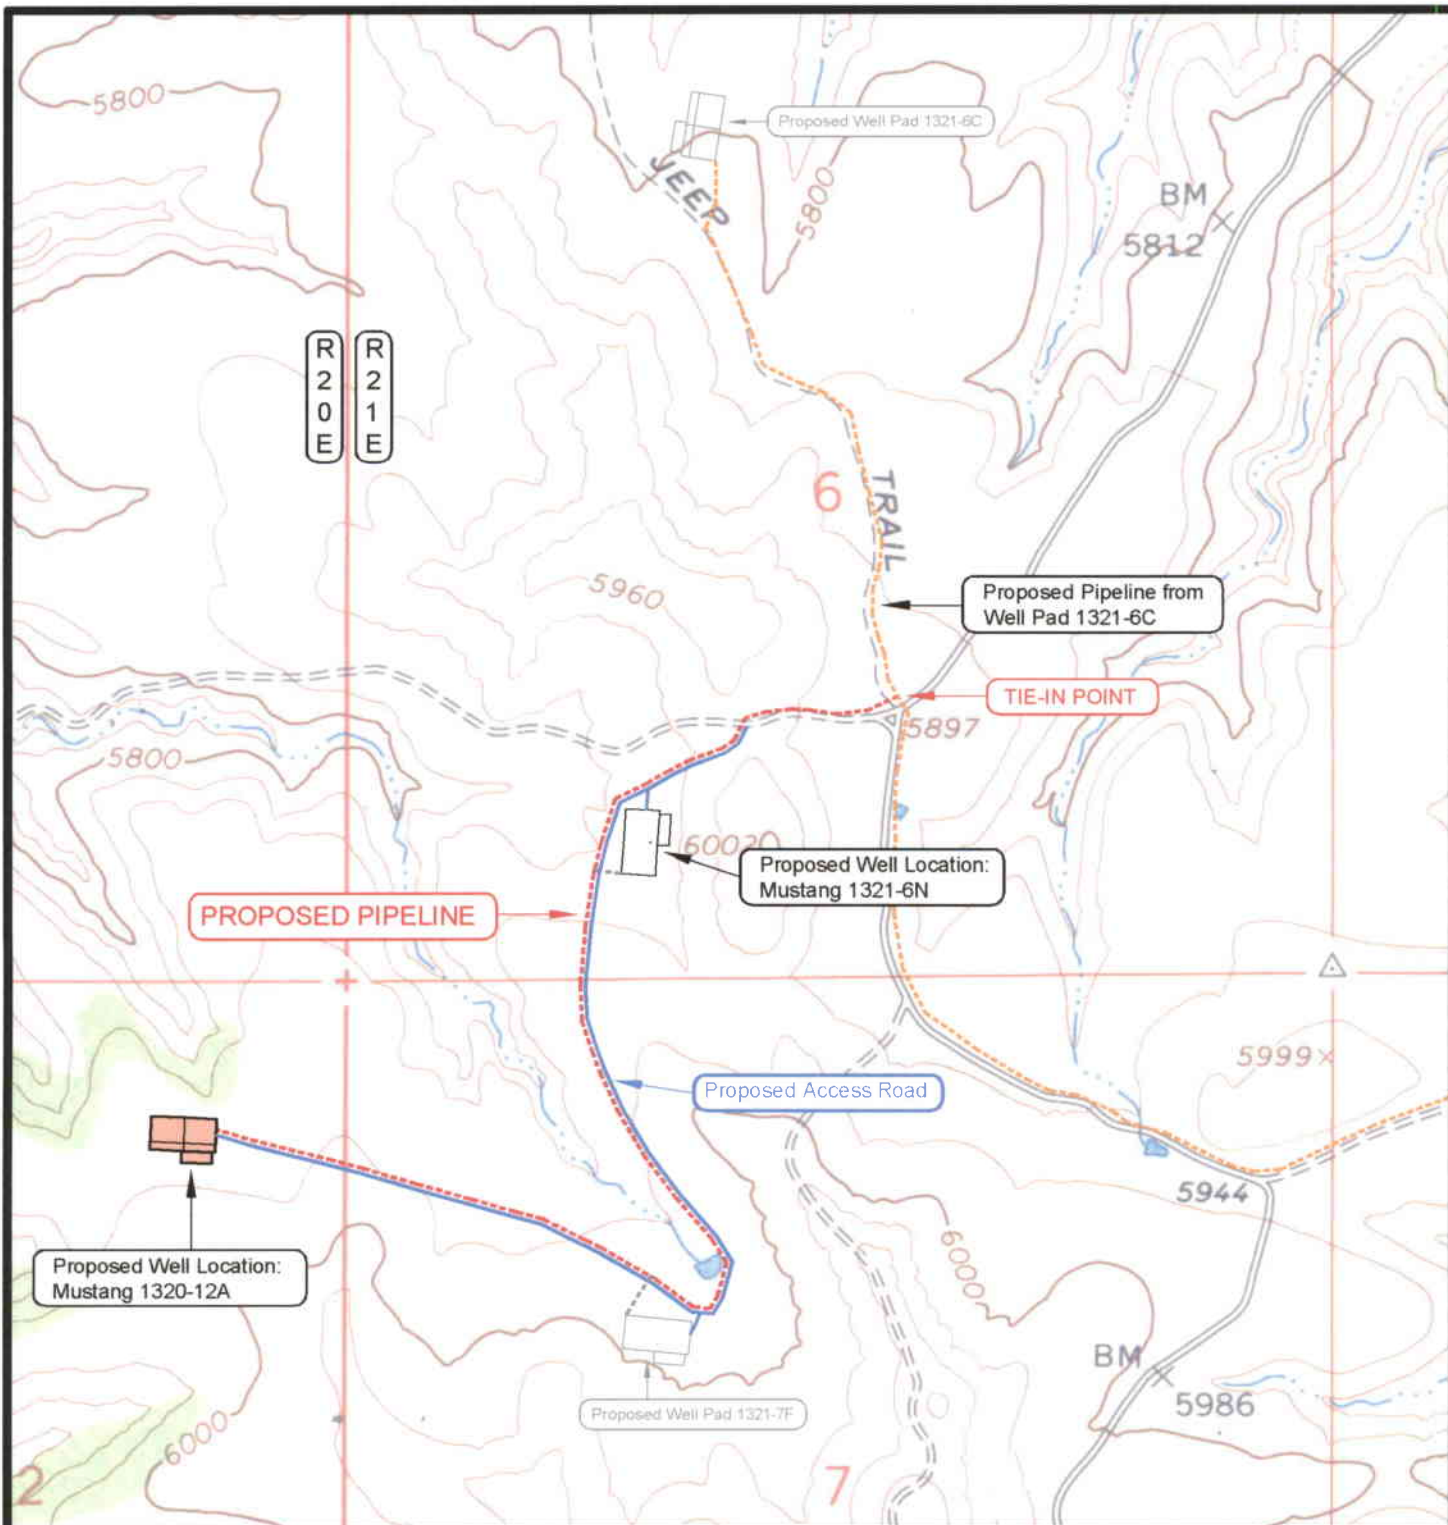 5800
Proposed Well Pad 1321-6C
JEEP
5800
BM
5812
R
2
0
E
R
2
1
E
6
TRAIL
5960
Proposed Pipeline from
Well Pad 1321-6C
TIE-IN POINT
5897
5800
6002
Proposed Well Location:
Mustang 1321-6N
PROPOSED PIPELINE
5999
Proposed Access Road
5944
6000
Proposed Well Location:
Mustang 1320-12A
BM
5986
Proposed Well Pad 1321-7F
6000
2
7